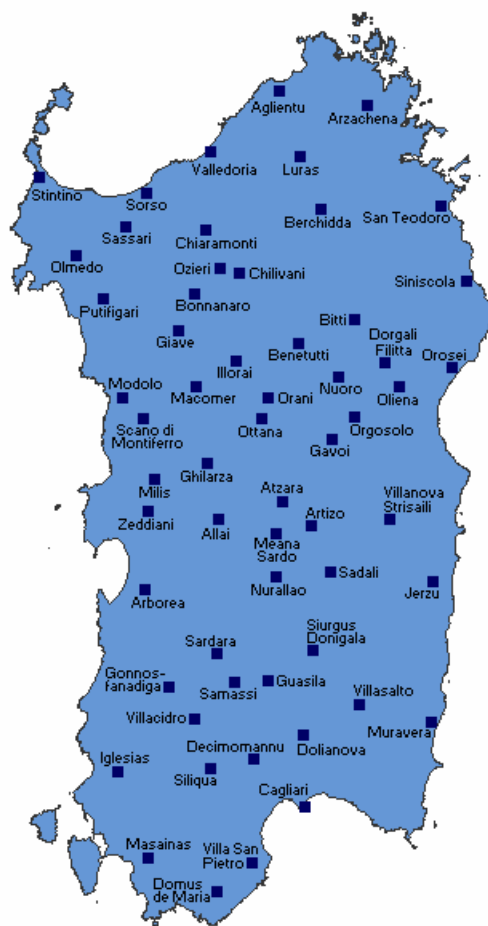 Aglientu
Arzachena
Valledoria
Luras
Stintino
Sorso
Berchidda
San Teodoro
Sassari
Chiaramonti
Olmedo
Ozieri
Chilivani
Siniscola
Putifigari
Bonnanaro
Bitti
Giave
Benetutti
Dorgali
Filitta
Orosei
Illorai
Modolo
Macomer
Orani
Nuoro
Oliena
Scano di
Montiferro
Ottana
Orgosolo
Gavoi
Ghilarza
Milis
Atzara
Villanova
Strisaili
Zeddiani
Allai
Artizo
Meana
Sardo
Nurallao
Sadali
Jerzu
Arborea
Sardara
Siurgus
Donigala
Gonnos-
fanadiga
Samassi
Guasila
Villasalto
Villacidro
Muravera
Decimomannu
Dolianova
Iglesias
Siliqua
Cagliari
Masainas
Villa San
Pietro
Domus
de Maria